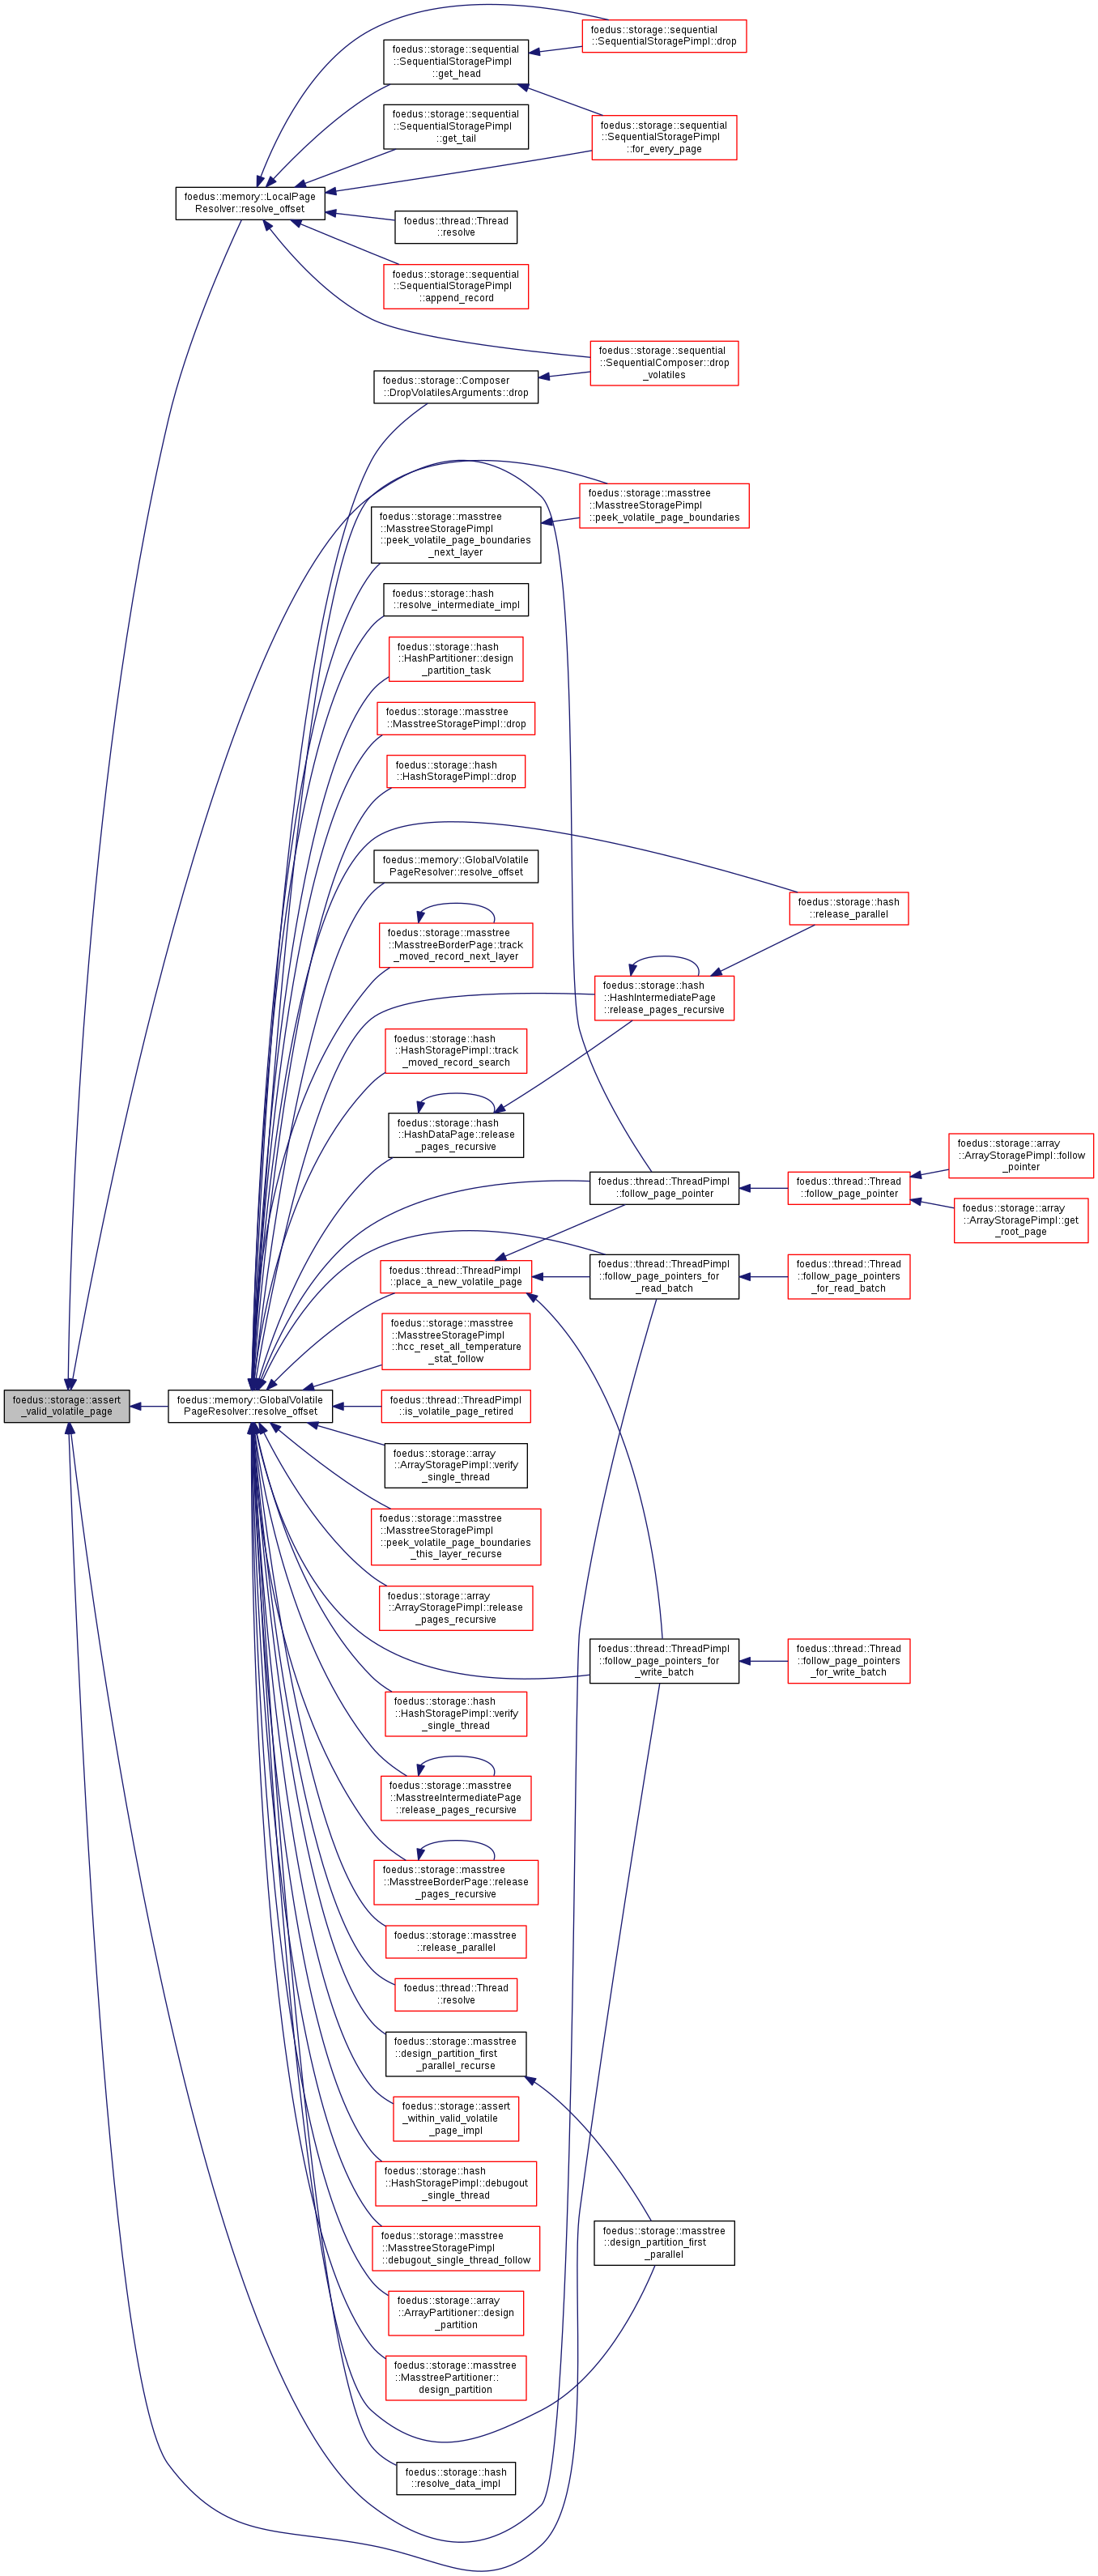 foedus::storage::sequential
::SequentialStoragePimpl::drop
foedus::storage::sequential
::SequentialStoragePimpl
::get_head
foedus::storage::sequential
::SequentialStoragePimpl
::get_tail
foedus::storage::sequential
::SequentialStoragePimpl
::for_every_page
foedus::memory::LocalPage
Resolver::resolve_offset
foedus::thread::Thread
::resolve
foedus::storage::sequential
::SequentialStoragePimpl
::append_record
foedus::storage::sequential
::SequentialComposer::drop
_volatiles
foedus::storage::Composer
::DropVolatilesArguments::drop
foedus::storage::masstree
::MasstreeStoragePimpl
::peek_volatile_page_boundaries
foedus::storage::masstree
::MasstreeStoragePimpl
::peek_volatile_page_boundaries
_next_layer
foedus::storage::hash
::resolve_intermediate_impl
foedus::storage::hash
::HashPartitioner::design
_partition_task
foedus::storage::masstree
::MasstreeStoragePimpl::drop
foedus::storage::hash
::HashStoragePimpl::drop
foedus::memory::GlobalVolatile
PageResolver::resolve_offset
foedus::storage::hash
::release_parallel
foedus::storage::masstree
::MasstreeBorderPage::track
_moved_record_next_layer
foedus::storage::hash
::HashIntermediatePage
::release_pages_recursive
foedus::storage::hash
::HashStoragePimpl::track
_moved_record_search
foedus::storage::hash
::HashDataPage::release
_pages_recursive
foedus::storage::array
::ArrayStoragePimpl::follow
_pointer
foedus::thread::ThreadPimpl
::follow_page_pointer
foedus::thread::Thread
::follow_page_pointer
foedus::storage::array
::ArrayStoragePimpl::get
_root_page
foedus::thread::ThreadPimpl
::place_a_new_volatile_page
foedus::thread::ThreadPimpl
::follow_page_pointers_for
_read_batch
foedus::thread::Thread
::follow_page_pointers
_for_read_batch
foedus::storage::masstree
::MasstreeStoragePimpl
::hcc_reset_all_temperature
_stat_follow
foedus::storage::assert
_valid_volatile_page
foedus::memory::GlobalVolatile
PageResolver::resolve_offset
foedus::thread::ThreadPimpl
::is_volatile_page_retired
foedus::storage::array
::ArrayStoragePimpl::verify
_single_thread
foedus::storage::masstree
::MasstreeStoragePimpl
::peek_volatile_page_boundaries
_this_layer_recurse
foedus::storage::array
::ArrayStoragePimpl::release
_pages_recursive
foedus::thread::ThreadPimpl
::follow_page_pointers_for
_write_batch
foedus::thread::Thread
::follow_page_pointers
_for_write_batch
foedus::storage::hash
::HashStoragePimpl::verify
_single_thread
foedus::storage::masstree
::MasstreeIntermediatePage
::release_pages_recursive
foedus::storage::masstree
::MasstreeBorderPage::release
_pages_recursive
foedus::storage::masstree
::release_parallel
foedus::thread::Thread
::resolve
foedus::storage::masstree
::design_partition_first
_parallel_recurse
foedus::storage::assert
_within_valid_volatile
_page_impl
foedus::storage::hash
::HashStoragePimpl::debugout
_single_thread
foedus::storage::masstree
::MasstreeStoragePimpl
::debugout_single_thread_follow
foedus::storage::masstree
::design_partition_first
_parallel
foedus::storage::array
::ArrayPartitioner::design
_partition
foedus::storage::masstree
::MasstreePartitioner::
design_partition
foedus::storage::hash
::resolve_data_impl